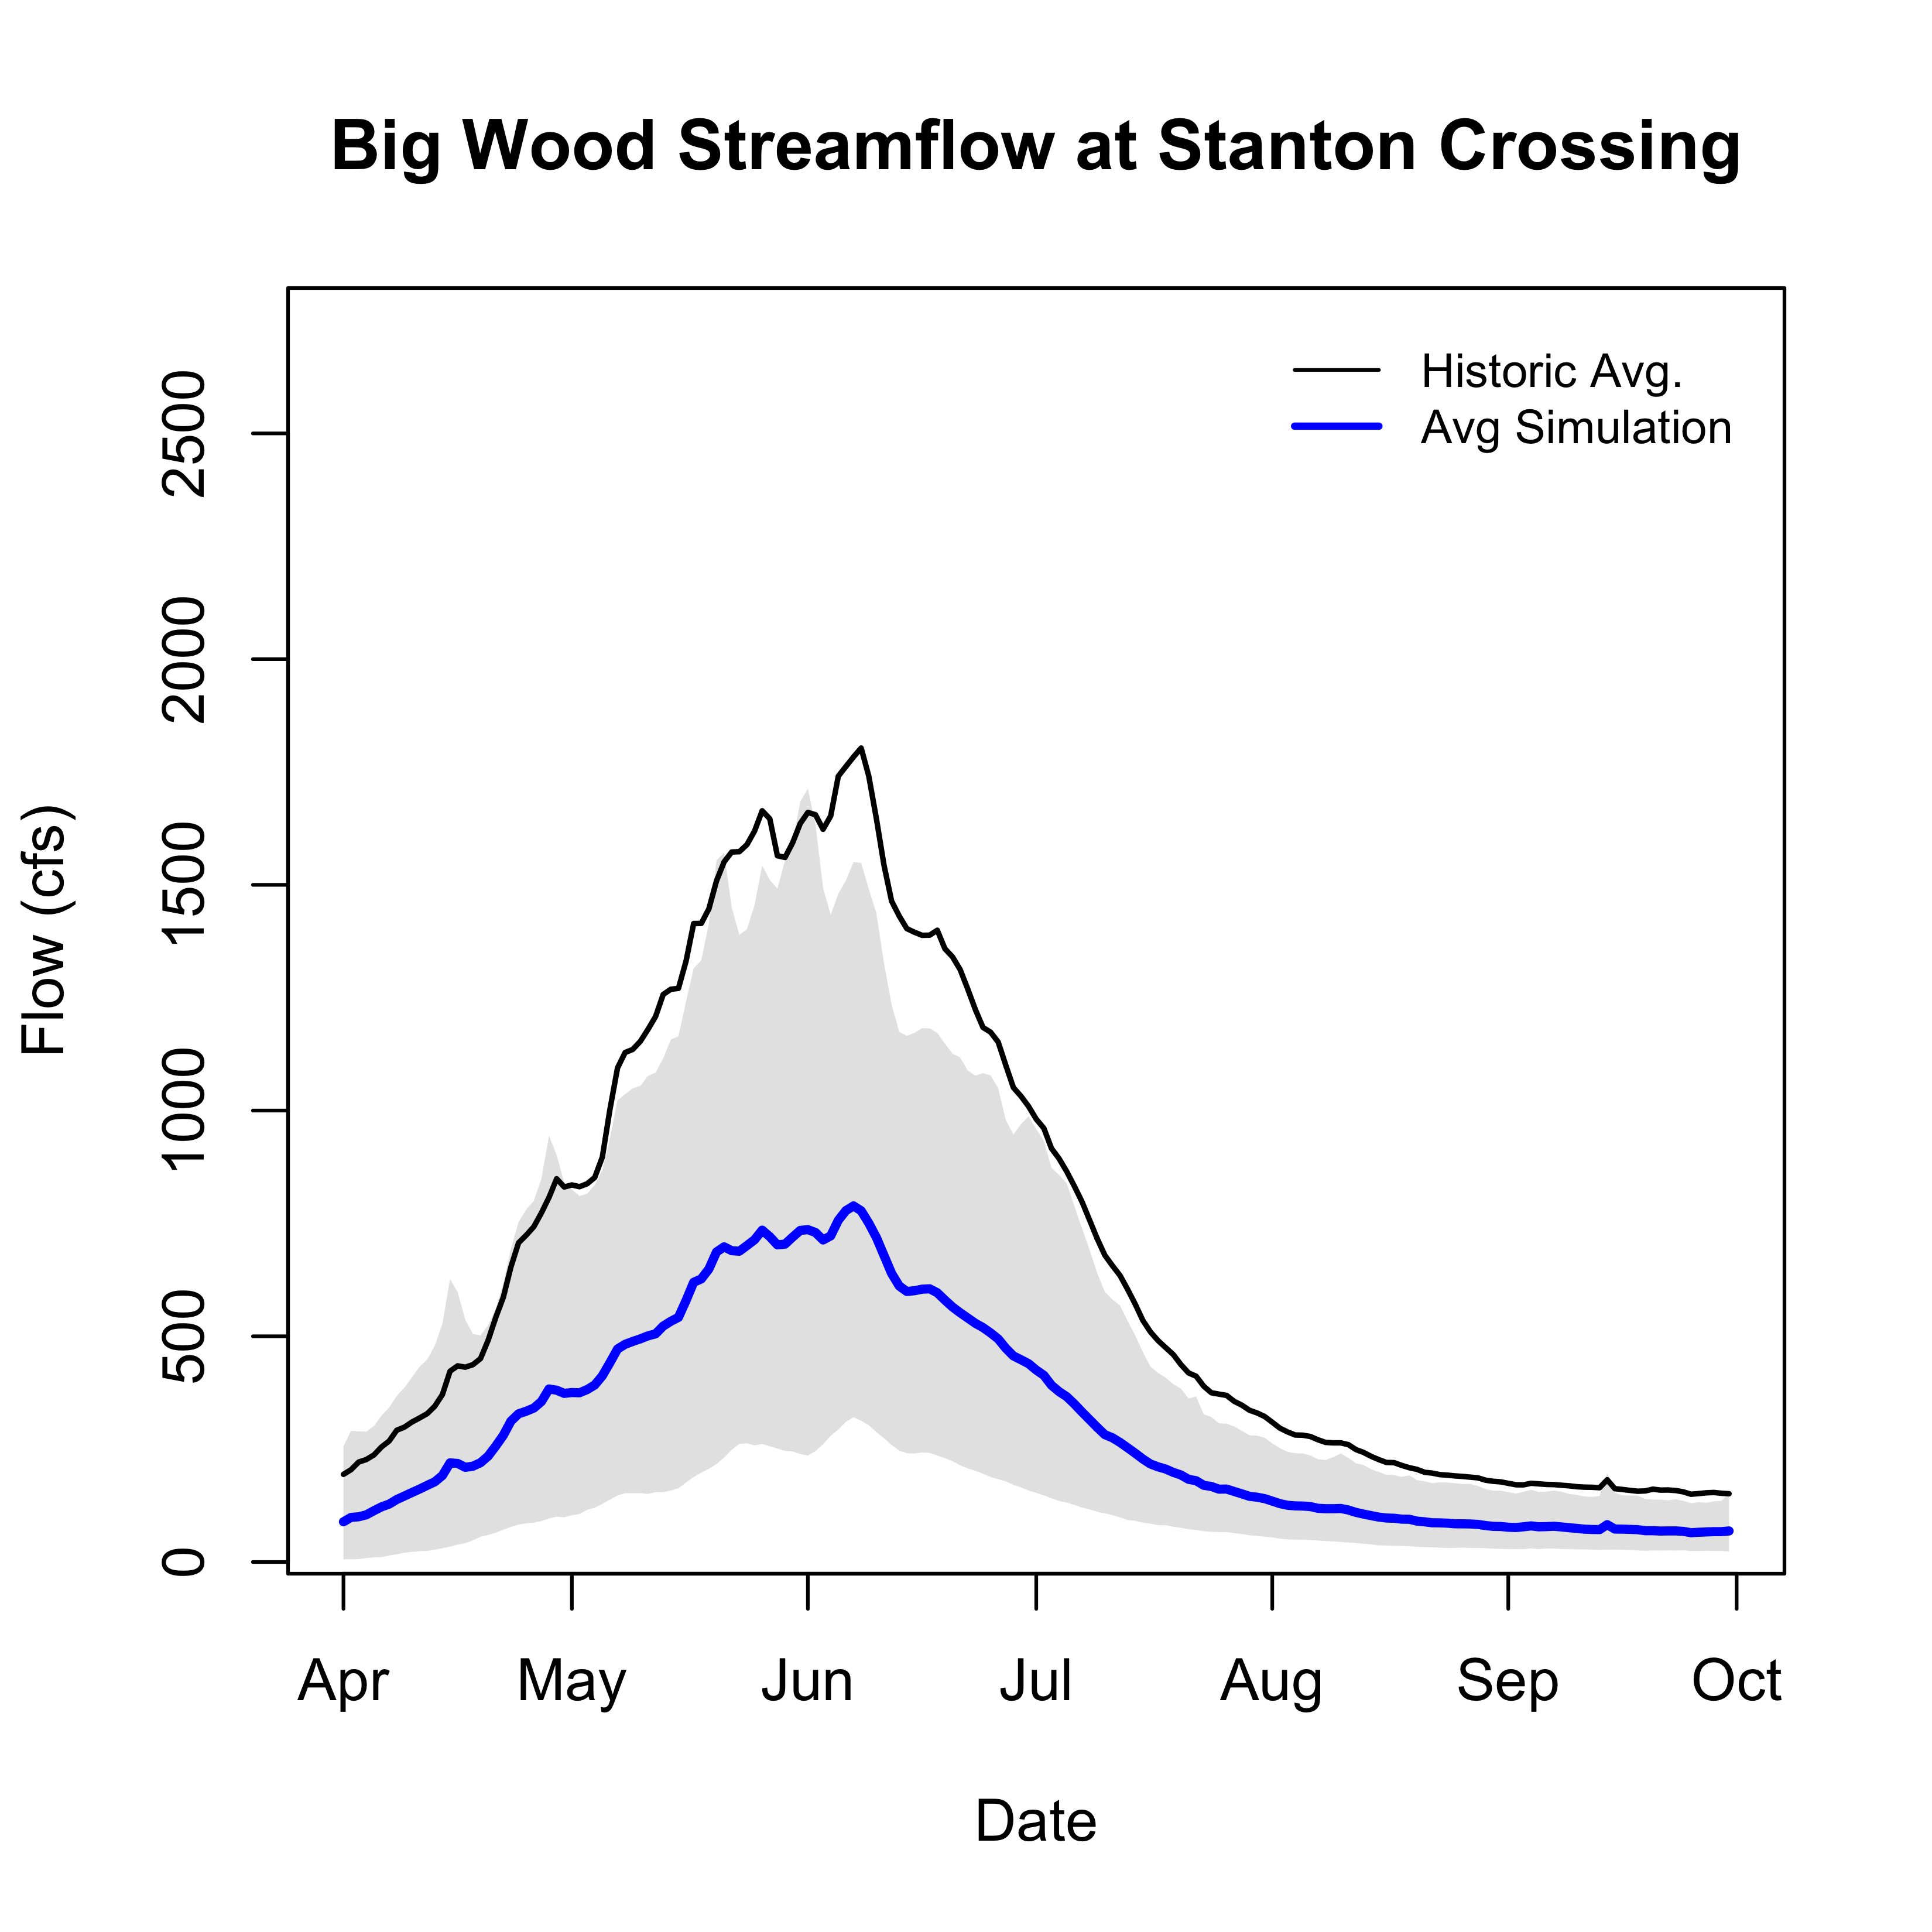 Big Wood Streamflow at Stanton Crossing
Historic Avg.
Avg Simulation
Flow (cfs)
2500
2000
1500
1000
500
0
Apr May Jun Jul Aug Sep Oct
Date